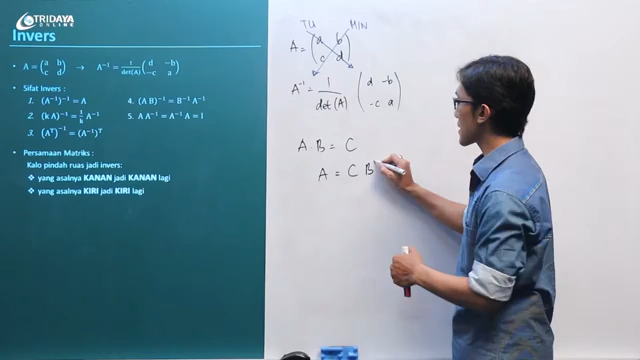 TRIDAYA
ONLINE
Invers
• A = (a b c d) → A⁻¹ = 1/det(A) (d −b −c a)
• Sifat Invers :
1. (A⁻¹)⁻¹ = A
2. (k A)⁻¹ = 1/k A⁻¹
3. (Aᵀ)⁻¹ = (A⁻¹)ᵀ
4. (A B)⁻¹ = B⁻¹ A⁻¹
5. A A⁻¹ = A⁻¹ A = I
• Persamaan Matriks :
Kalo pindah ruas jadi invers:
❖ yang asalnya KANAN jadi KANAN lagi
❖ yang asalnya KIRI jadi KIRI lagi
TU MIN
A = (a b c d)
A⁻¹ = 1/det(A) (d -b -c a)
A B = C
A = C B